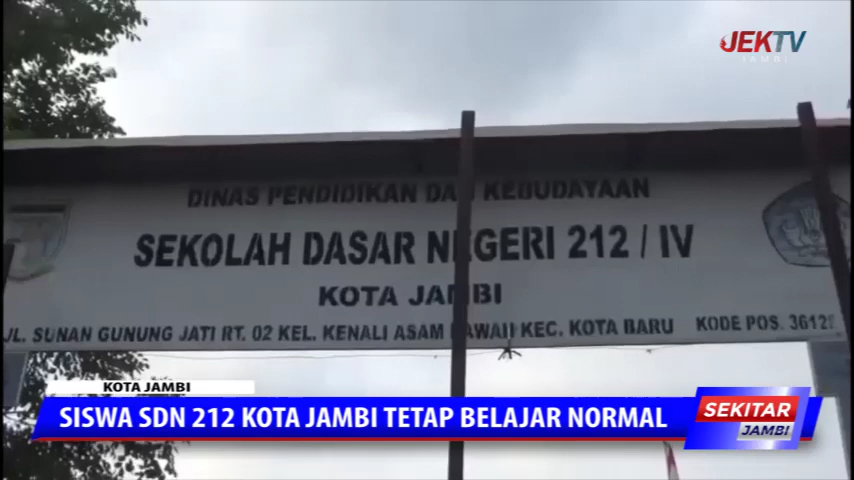 JEKTV
JAMBI
DINAS PENDIDIKAN DAN KEBUDAYAAN
SEKOLAH DASAR NEGERI 212 / IV
KOTA JAMBI
JL. SUNAN GUNUNG JATI RT. 02 KEL. KENALI ASAM BAWAH KEC. KOTA BARU KODE POS. 36128
KOTA JAMBI
SISWA SDN 212 KOTA JAMBI TETAP BELAJAR NORMAL
SEKITAR
JAMBI